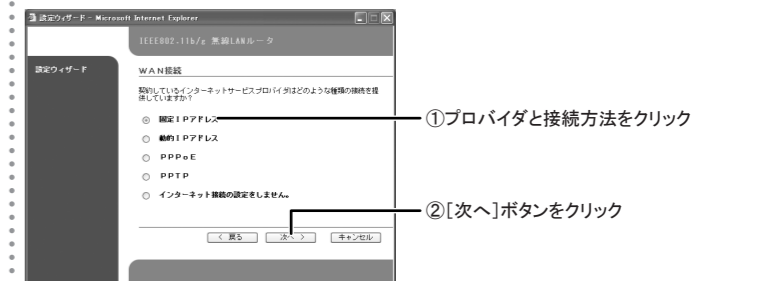 設定ウィザード - Microsoft Internet Explorer
IEEE802.11b/g 無線LANルータ
設定ウィザード
WAN接続
契約しているインターネットサービスプロバイダはどのような種類の接続を提
供していますか?
固定IPアドレス
①プロバイダと接続方法をクリック
動的IPアドレス
PPPoE
PPTP
インターネット接続の設定をしません。
②[次へ]ボタンをクリック
< 戻る
次へ >
キャンセル